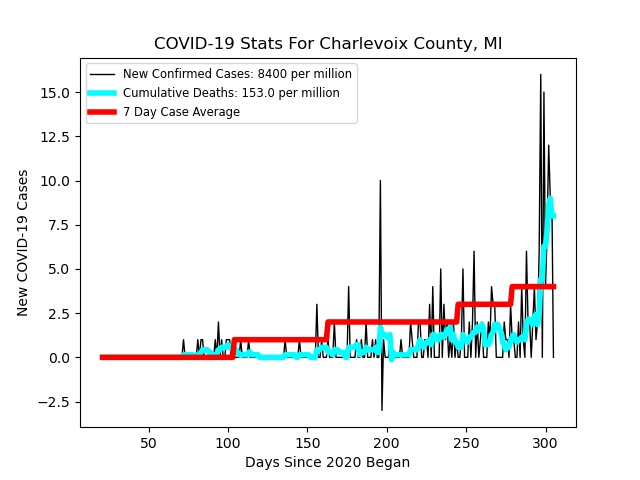 COVID-19 Stats For Charlevoix County, MI
New Confirmed Cases: 8400 per million
Cumulative Deaths: 153.0 per million
7 Day Case Average
15.0
12.5
10.0
7.5
5.0
2.5
0.0
−2.5
New COVID-19 Cases
50 100 150 200 250 300
Days Since 2020 Began